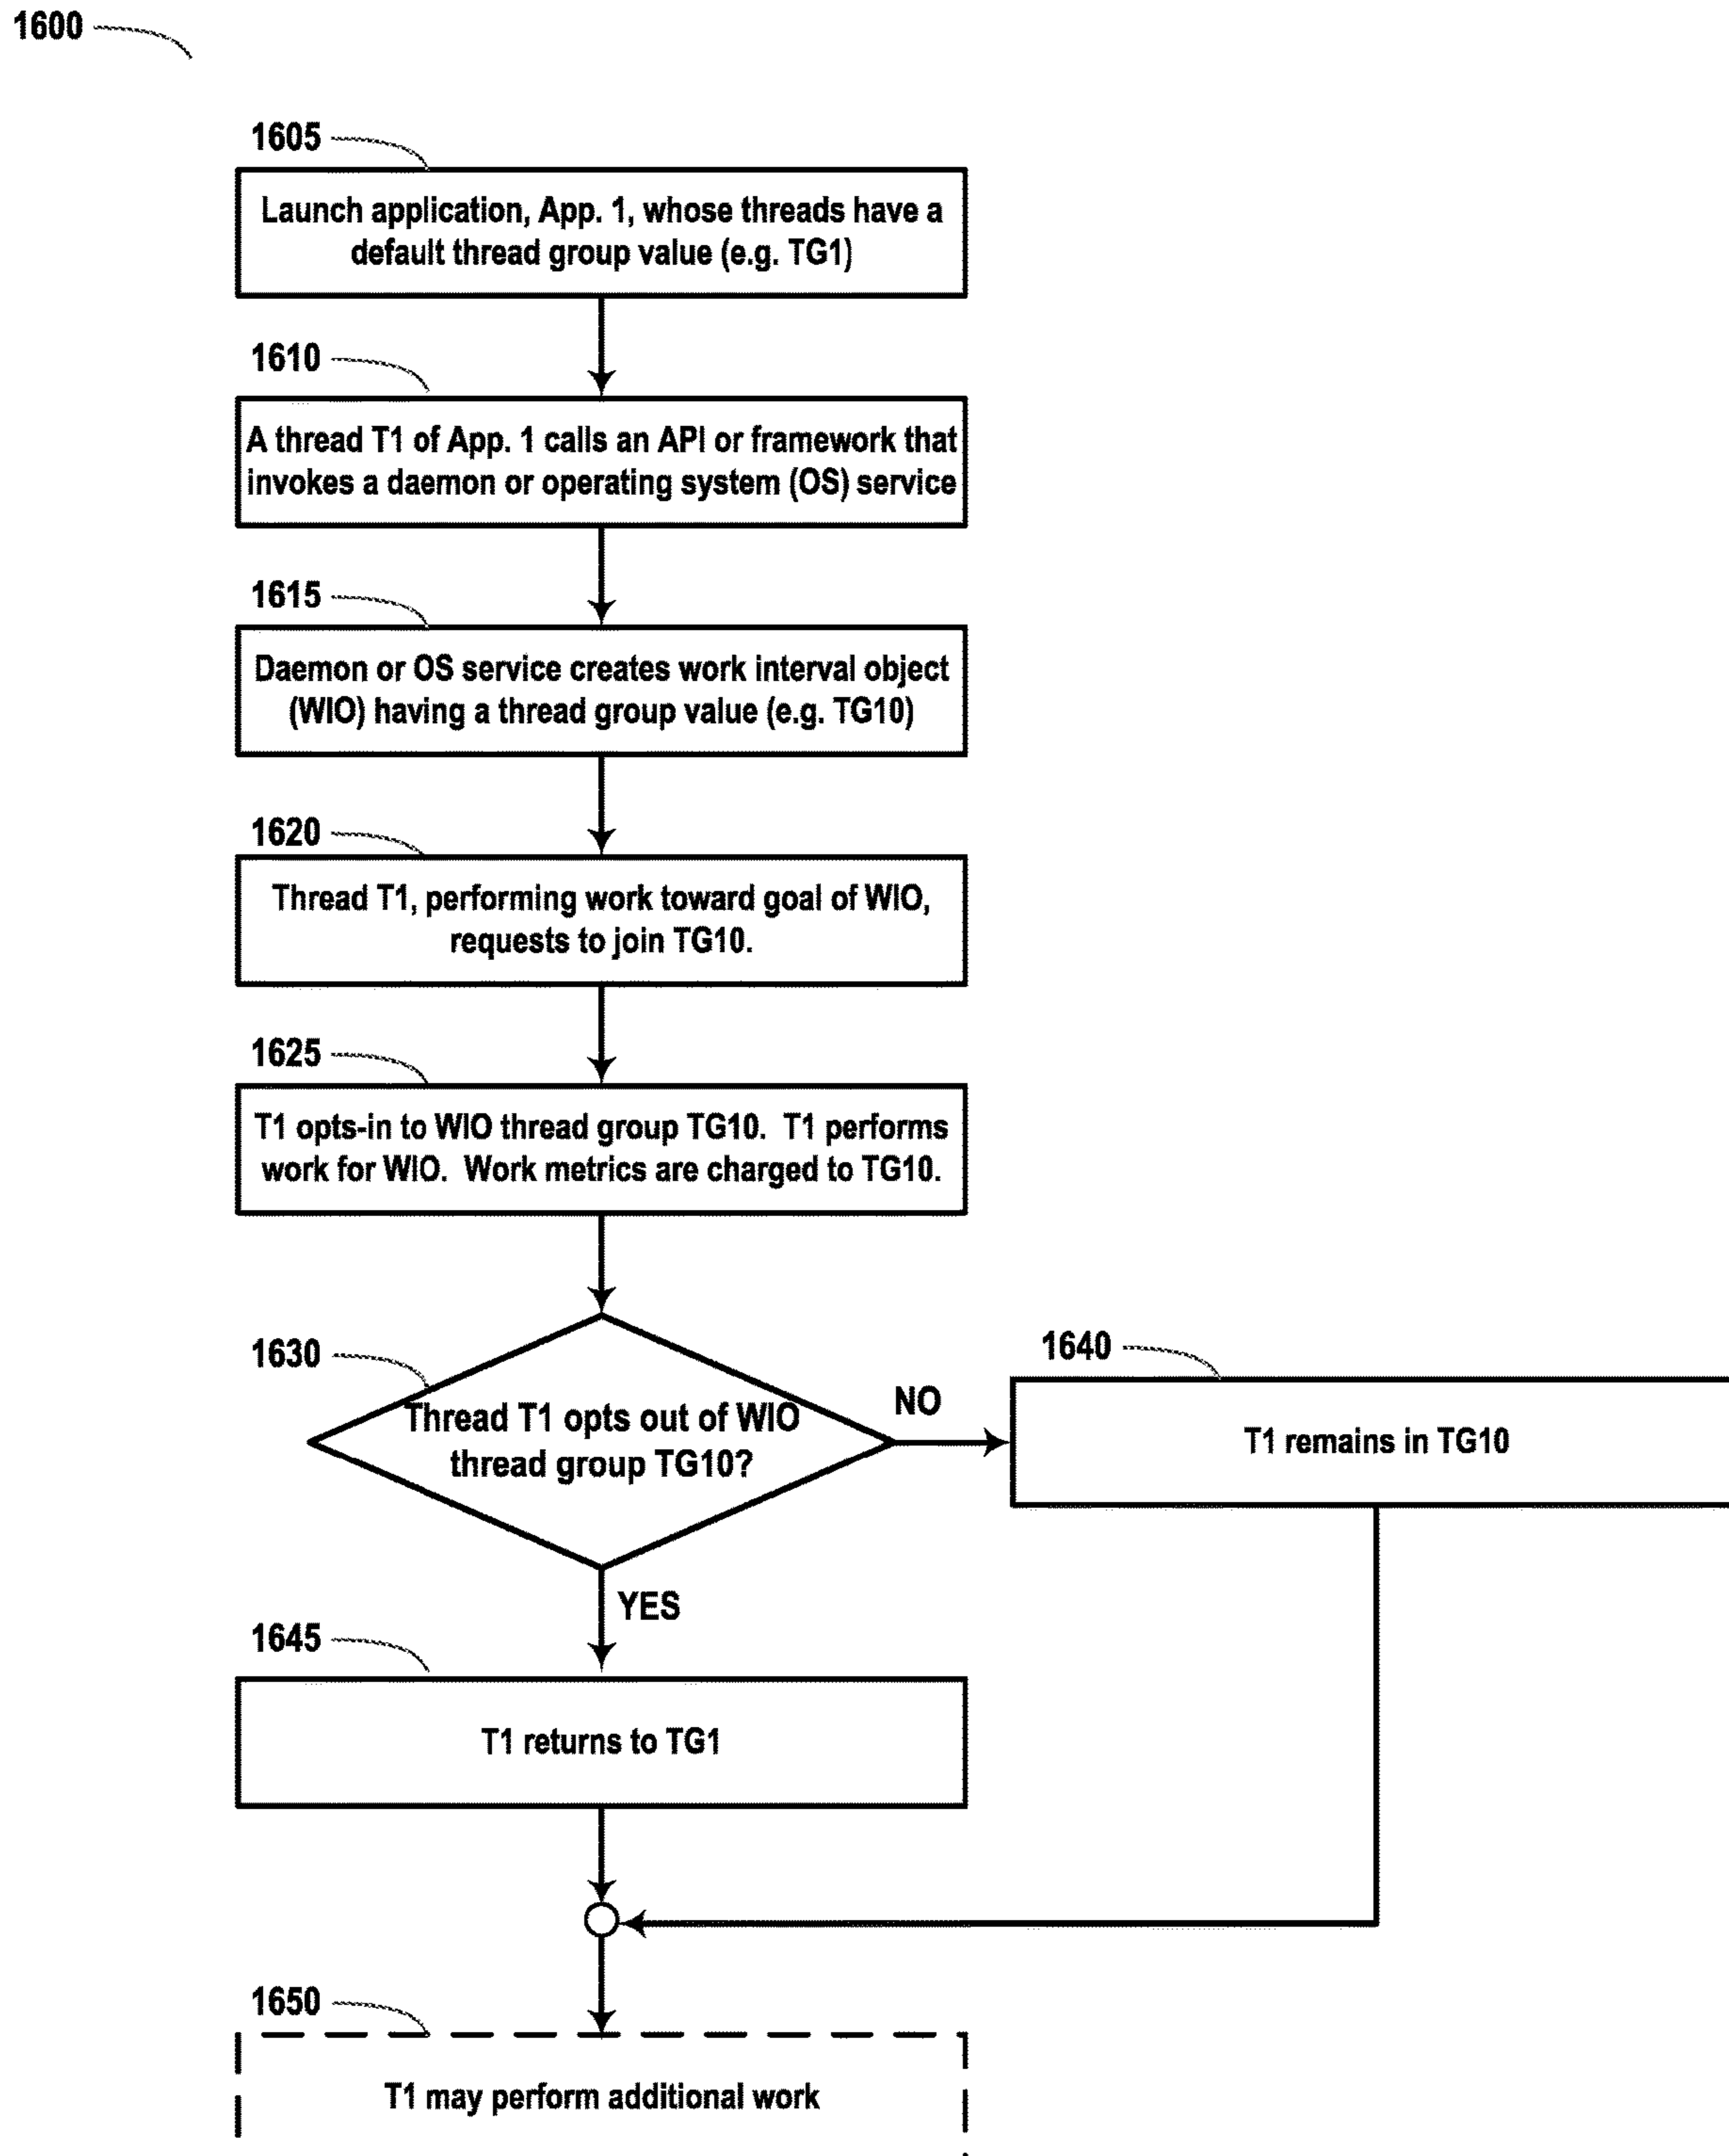 1600
1605
Launch application, App. 1, whose threads have a
default thread group value (e.g. TG1)
1610
A thread T1 of App. 1 calls an API or framework that
invokes a daemon or operating system (OS) service
1615
Daemon or OS service creates work interval object
(WIO) having a thread group value (e.g. TG10)
1620
Thread T1, performing work toward goal of WIO,
requests to join TG10.
1625
T1 opts-in to WIO thread group TG10.  T1 performs
work for WIO.  Work metrics are charged to TG10.
1630
Thread T1 opts out of WIO
thread group TG10?
NO
1640
T1 remains in TG10
YES
1645
T1 returns to TG1
1650
T1 may perform additional work